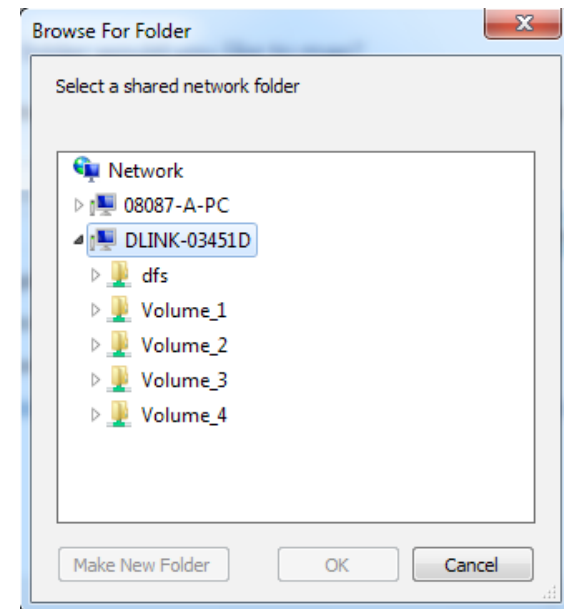 Browse For Folder
Select a shared network folder
Network
08087-A-PC
DLINK-03451D
dfs
Volume_1
Volume_2
Volume_3
Volume_4
Make New Folder
OK
Cancel